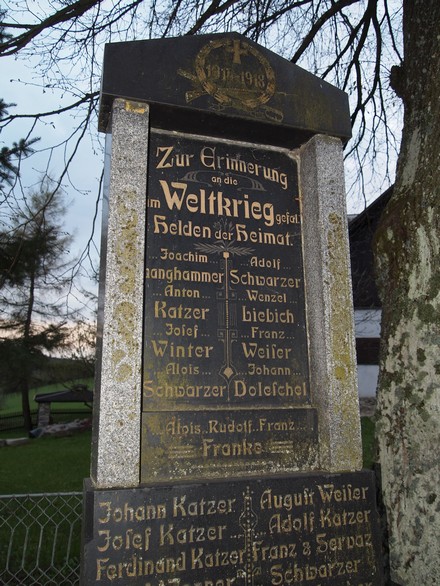 1914-1918
Zur Erinnerung
an die
im Weltkrieg gefal.
Helden der Heimat.
Joachim ... Adolf ...
anghammer Schwarzer
... Anton ... Wenzel ...
Katzer Liebich
... Josef ... Franz ...
Winter Weiser
... Alois ... Johann ...
Schwarzer Doleschel
Alois.. Rudolf.. Franz..
Franke
Johann Katzer August Weiser
Josef Katzer ... Adolf Katzer
Ferdinand Katzer Franz & Servaz
Schwarzer